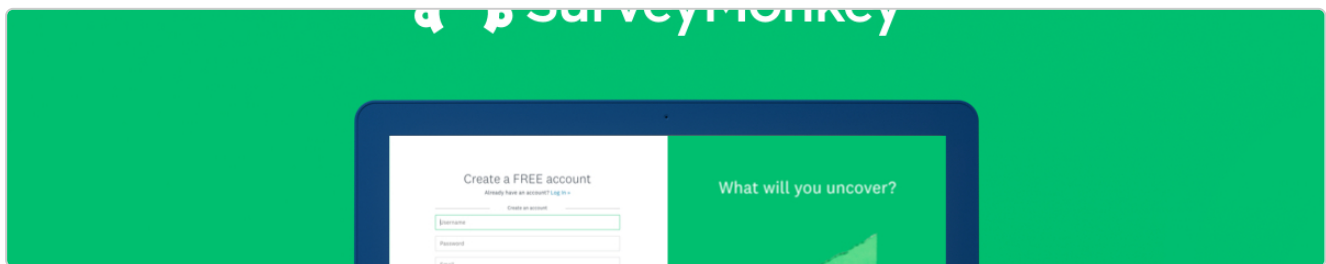 SurveyMonkey
Create a FREE account
Already have an account? Log in »
Create an account
Username
Password
Email
What will you uncover?